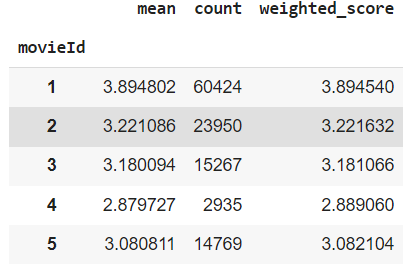 mean count weighted_score
movieId
1 3.894802 60424 3.894540
2 3.221086 23950 3.221632
3 3.180094 15267 3.181066
4 2.879727 2935 2.889060
5 3.080811 14769 3.082104